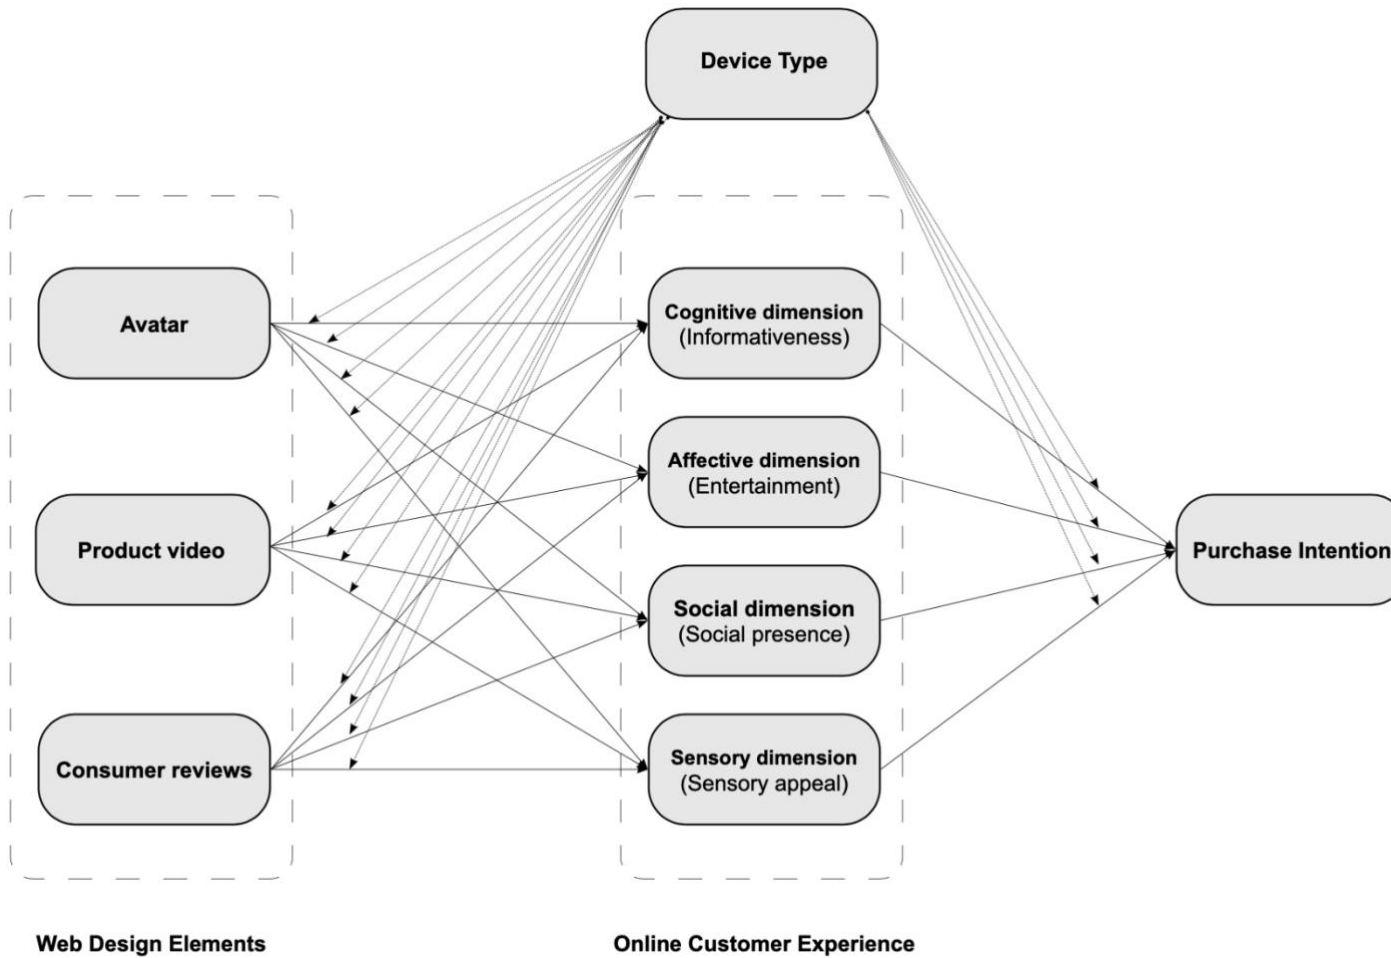 Device Type
Avatar
Product video
Consumer reviews
Cognitive dimension
(Informativeness)
Affective dimension
(Entertainment)
Social dimension
(Social presence)
Sensory dimension
(Sensory appeal)
Purchase Intention
Web Design Elements
Online Customer Experience